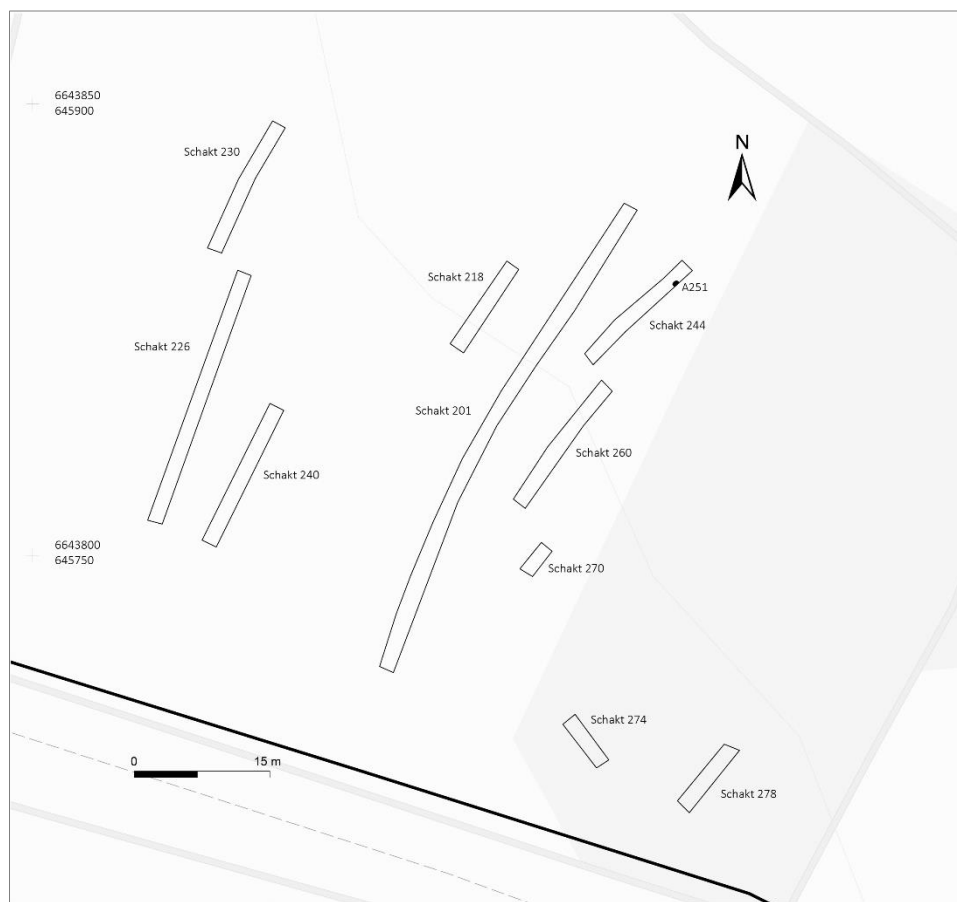 6643850
645900
Schakt 230
N
Schakt 218
A251
Schakt 244
Schakt 226
Schakt 201
Schakt 260
Schakt 240
6643800
645750
Schakt 270
Schakt 274
0 15 m
Schakt 278